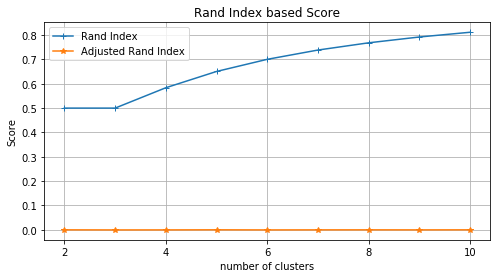 Rand Index based Score
Rand Index
Adjusted Rand Index
Score
0.8
0.7
0.6
0.5
0.4
0.3
0.2
0.1
0.0
2
4
6
8
10
number of clusters